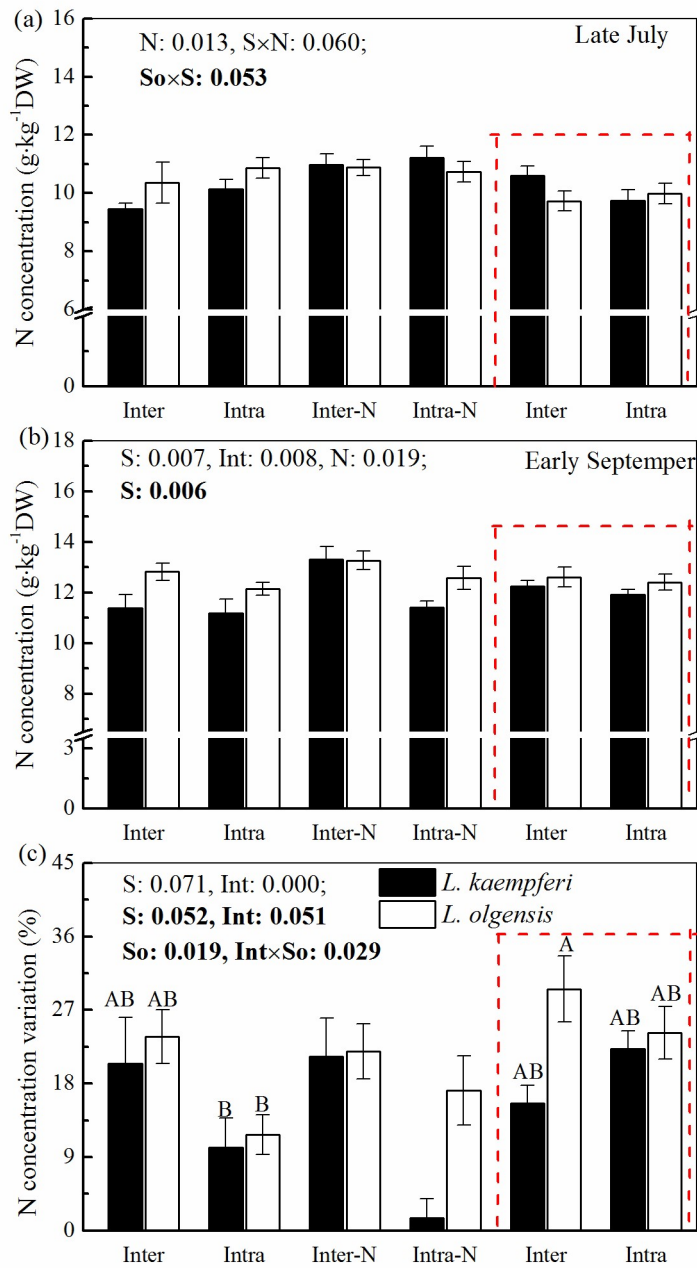 (a)
N: 0.013, S×N: 0.060;
So×S: 0.053
Late July
N concentration (g·kg⁻¹DW)
16
14
12
10
8
6
0
Inter Intra Inter-N Intra-N Inter Intra
(b)
S: 0.007, Int: 0.008, N: 0.019;
S: 0.006
Early Septemper
N concentration (g·kg⁻¹DW)
18
16
14
12
10
8
3
0
Inter Intra Inter-N Intra-N Inter Intra
(c)
S: 0.071, Int: 0.000;
S: 0.052, Int: 0.051
So: 0.019, Int×So: 0.029
L. kaempferi
L. olgensis
N concentration variation (%)
45
36
27
18
9
0
AB AB B B AB A AB AB
Inter Intra Inter-N Intra-N Inter Intra